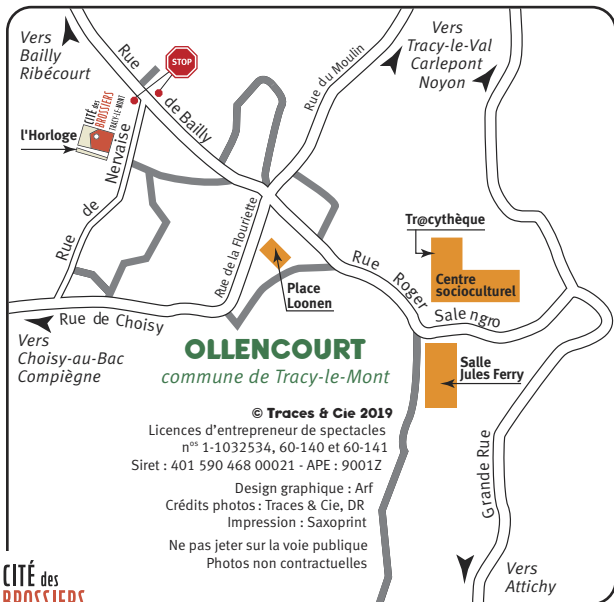 Vers
Bailly
Ribécourt
Rue de Bailly
STOP
Rue du Moulin
Vers
Tracy-le-Val
Carlepont
Noyon
CITÉ des
BROSSIERS
TRACY-LE-MONT
l'Horloge
Rue de Nervaise
Rue de la Flouriette
Tr@cythèque
Centre
socioculturel
Place
Loonen
Rue Roger Salengro
Rue de Choisy
Vers
Choisy-au-Bac
Compiègne
OLLENCOURT
commune de Tracy-le-Mont
Salle
Jules Ferry
© Traces & Cie 2019
Licences d'entrepreneur de spectacles
nos 1-1032534, 60-140 et 60-141
Siret : 401 590 468 00021 - APE : 9001Z
Design graphique : Arf
Crédits photos : Traces & Cie, DR
Impression : Saxoprint
Ne pas jeter sur la voie publique
Photos non contractuelles
Grande Rue
Vers
Attichy
CITÉ des
BROSSIERS